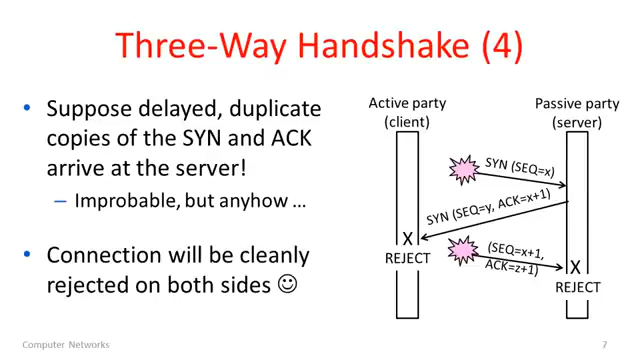 Three-Way Handshake (4)
• Suppose delayed, duplicate
copies of the SYN and ACK
arrive at the server!
– Improbable, but anyhow …
• Connection will be cleanly
rejected on both sides ☺
Active party
(client)
Passive party
(server)
SYN (SEQ=x)
SYN (SEQ=y, ACK=x+1)
X
REJECT
(SEQ=x+1,
ACK=z+1)
X
REJECT
Computer Networks
7